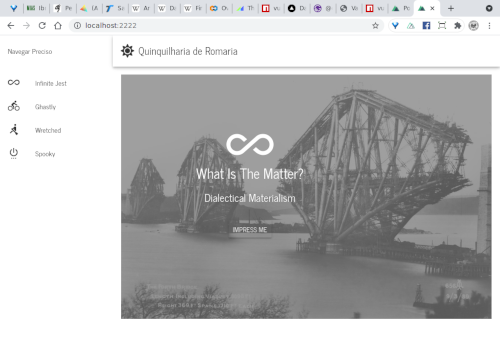 localhost:2222
Navegar Preciso
Quinquilharia de Romaria
Infinite Jest
Ghastly
Wretched
Spooky
What Is The Matter?
Dialectical Materialism
IMPRESS ME